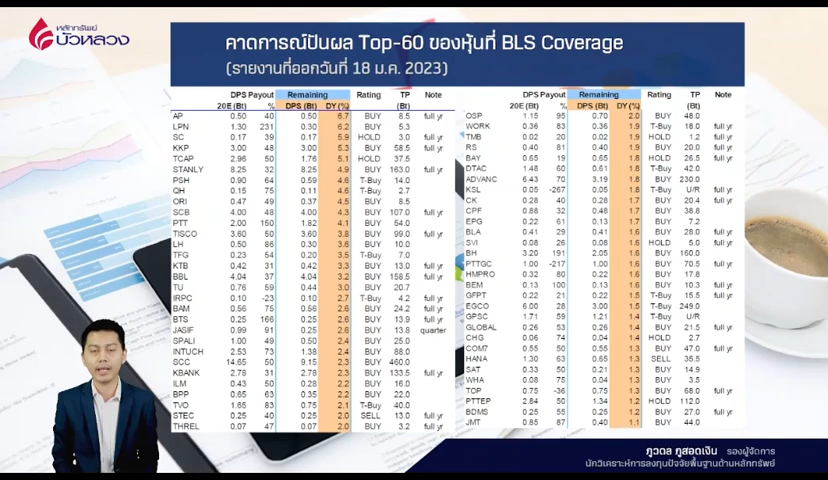 หลักทรัพย์
บัวหลวง
คาดการณ์ปันผล Top-60 ของหุ้นที่ BLS Coverage
(รายงานที่ออกวันที่ 18 ม.ค. 2023)
DPS Payout Remaining Rating TP Note
20E (Bt) % DPS (Bt) DY (%) (Bt)
AP 0.50 40 0.50 6.7 BUY 8.5 full yr
LPN 1.30 231 0.30 6.2 BUY 5.3
SC 0.17 39 0.17 5.9 HOLD 3.0 full yr
KKP 3.00 48 3.00 5.3 BUY 58.5 full yr
TCAP 2.96 50 1.76 5.1 HOLD 37.5
STANLY 8.25 32 8.25 4.9 BUY 163.0 full yr
PSH 0.90 64 0.59 4.6 T-Buy 14.0
QH 0.15 75 0.11 4.6 T-Buy 2.7
ORI 0.47 49 0.37 4.5 BUY 8.5
SCB 4.00 48 4.00 4.3 BUY 107.0 full yr
PTT 2.00 150 1.82 4.1 BUY 54.0
TISCO 3.60 50 3.60 3.8 BUY 99.0 full yr
LH 0.50 86 0.30 3.6 BUY 10.0
TFG 0.23 54 0.20 3.5 T-Buy 7.0
KTB 0.42 31 0.42 3.3 T-Buy 13.0 full yr
BBL 4.04 37 4.04 3.2 T-Buy 158.5 full yr
TU 0.76 59 0.44 3.0 BUY 20.7
IRPC 0.10 -23 0.10 2.7 T-Buy 4.2 full yr
BAM 0.56 75 0.56 2.6 BUY 24.2 full yr
BTS 0.25 166 0.25 2.6 BUY 13.9 full yr
JASIF 0.99 91 0.25 2.6 BUY 13.8 quarter
SPALI 1.00 49 0.50 2.4 BUY 25.0
INTUCH 2.53 73 1.38 2.4 BUY 88.0
SCC 14.65 50 9.15 2.3 BUY 460.0
KBANK 2.78 31 2.78 2.3 BUY 133.5 full yr
ILM 0.43 50 0.28 2.2 BUY 16.0
BPP 0.65 63 0.35 2.2 BUY 22.0
TVO 1.65 83 0.75 2.1 T-Buy 40.0
STEC 0.25 40 0.25 2.0 SELL 13.0 full yr
THREL 0.07 47 0.07 2.0 BUY 3.2 full yr
DPS Payout Remaining Rating TP Note
20E (Bt) % DPS (Bt) DY (%) (Bt)
OSP 1.15 95 0.70 2.0 BUY 48.0
WORK 0.36 83 0.36 1.9 T-Buy 18.0 full yr
TMB 0.02 20 0.02 1.9 HOLD 1.2 full yr
RS 0.40 81 0.40 1.9 BUY 20.0 full yr
BAY 0.65 19 0.65 1.8 HOLD 26.5 full yr
DTAC 1.48 60 0.61 1.8 T-Buy 42.0
ADVANC 6.43 70 3.19 1.8 BUY 230.0
KSL 0.05 -267 0.05 1.8 T-Buy U/R full yr
CK 0.28 40 0.28 1.7 BUY 20.4 full yr
CPF 0.88 32 0.48 1.7 BUY 38.8
EPG 0.22 61 0.13 1.7 BUY 7.2
BLA 0.41 29 0.41 1.6 BUY 28.0 full yr
SVI 0.08 26 0.08 1.6 HOLD 5.0 full yr
BH 3.20 191 2.05 1.6 BUY 160.0
PTTGC 1.00 -217 1.00 1.6 BUY 70.5 full yr
HMPRO 0.32 80 0.22 1.6 BUY 17.8
BEM 0.13 100 0.08 1.6 BUY 10.3 full yr
GFPT 0.22 21 0.22 1.5 T-Buy 15.5 full yr
EGCO 6.00 28 3.00 1.5 T-Buy 249.0
GPSC 1.71 59 1.21 1.4 T-Buy U/R
GLOBAL 0.26 53 0.26 1.4 BUY 21.5 full yr
CHG 0.06 74 0.04 1.4 HOLD 2.7
COM7 0.55 50 0.55 1.3 BUY 47.0 full yr
HANA 1.30 63 0.65 1.3 SELL 35.5
SAT 0.33 50 0.21 1.3 BUY 14.9
WHA 0.08 75 0.04 1.3 BUY 3.5
TOP 0.75 -36 0.75 1.3 BUY 68.0 full yr
PTTEP 2.84 50 1.34 1.2 HOLD 112.0
BDMS 0.25 55 0.25 1.2 BUY 27.0 full yr
JMT 0.85 87 0.40 1.1 BUY 44.0
ภูวดล ภูสอดเงิน รองผู้จัดการ
นักวิเคราะห์การลงทุนปัจจัยพื้นฐานด้านหลักทรัพย์